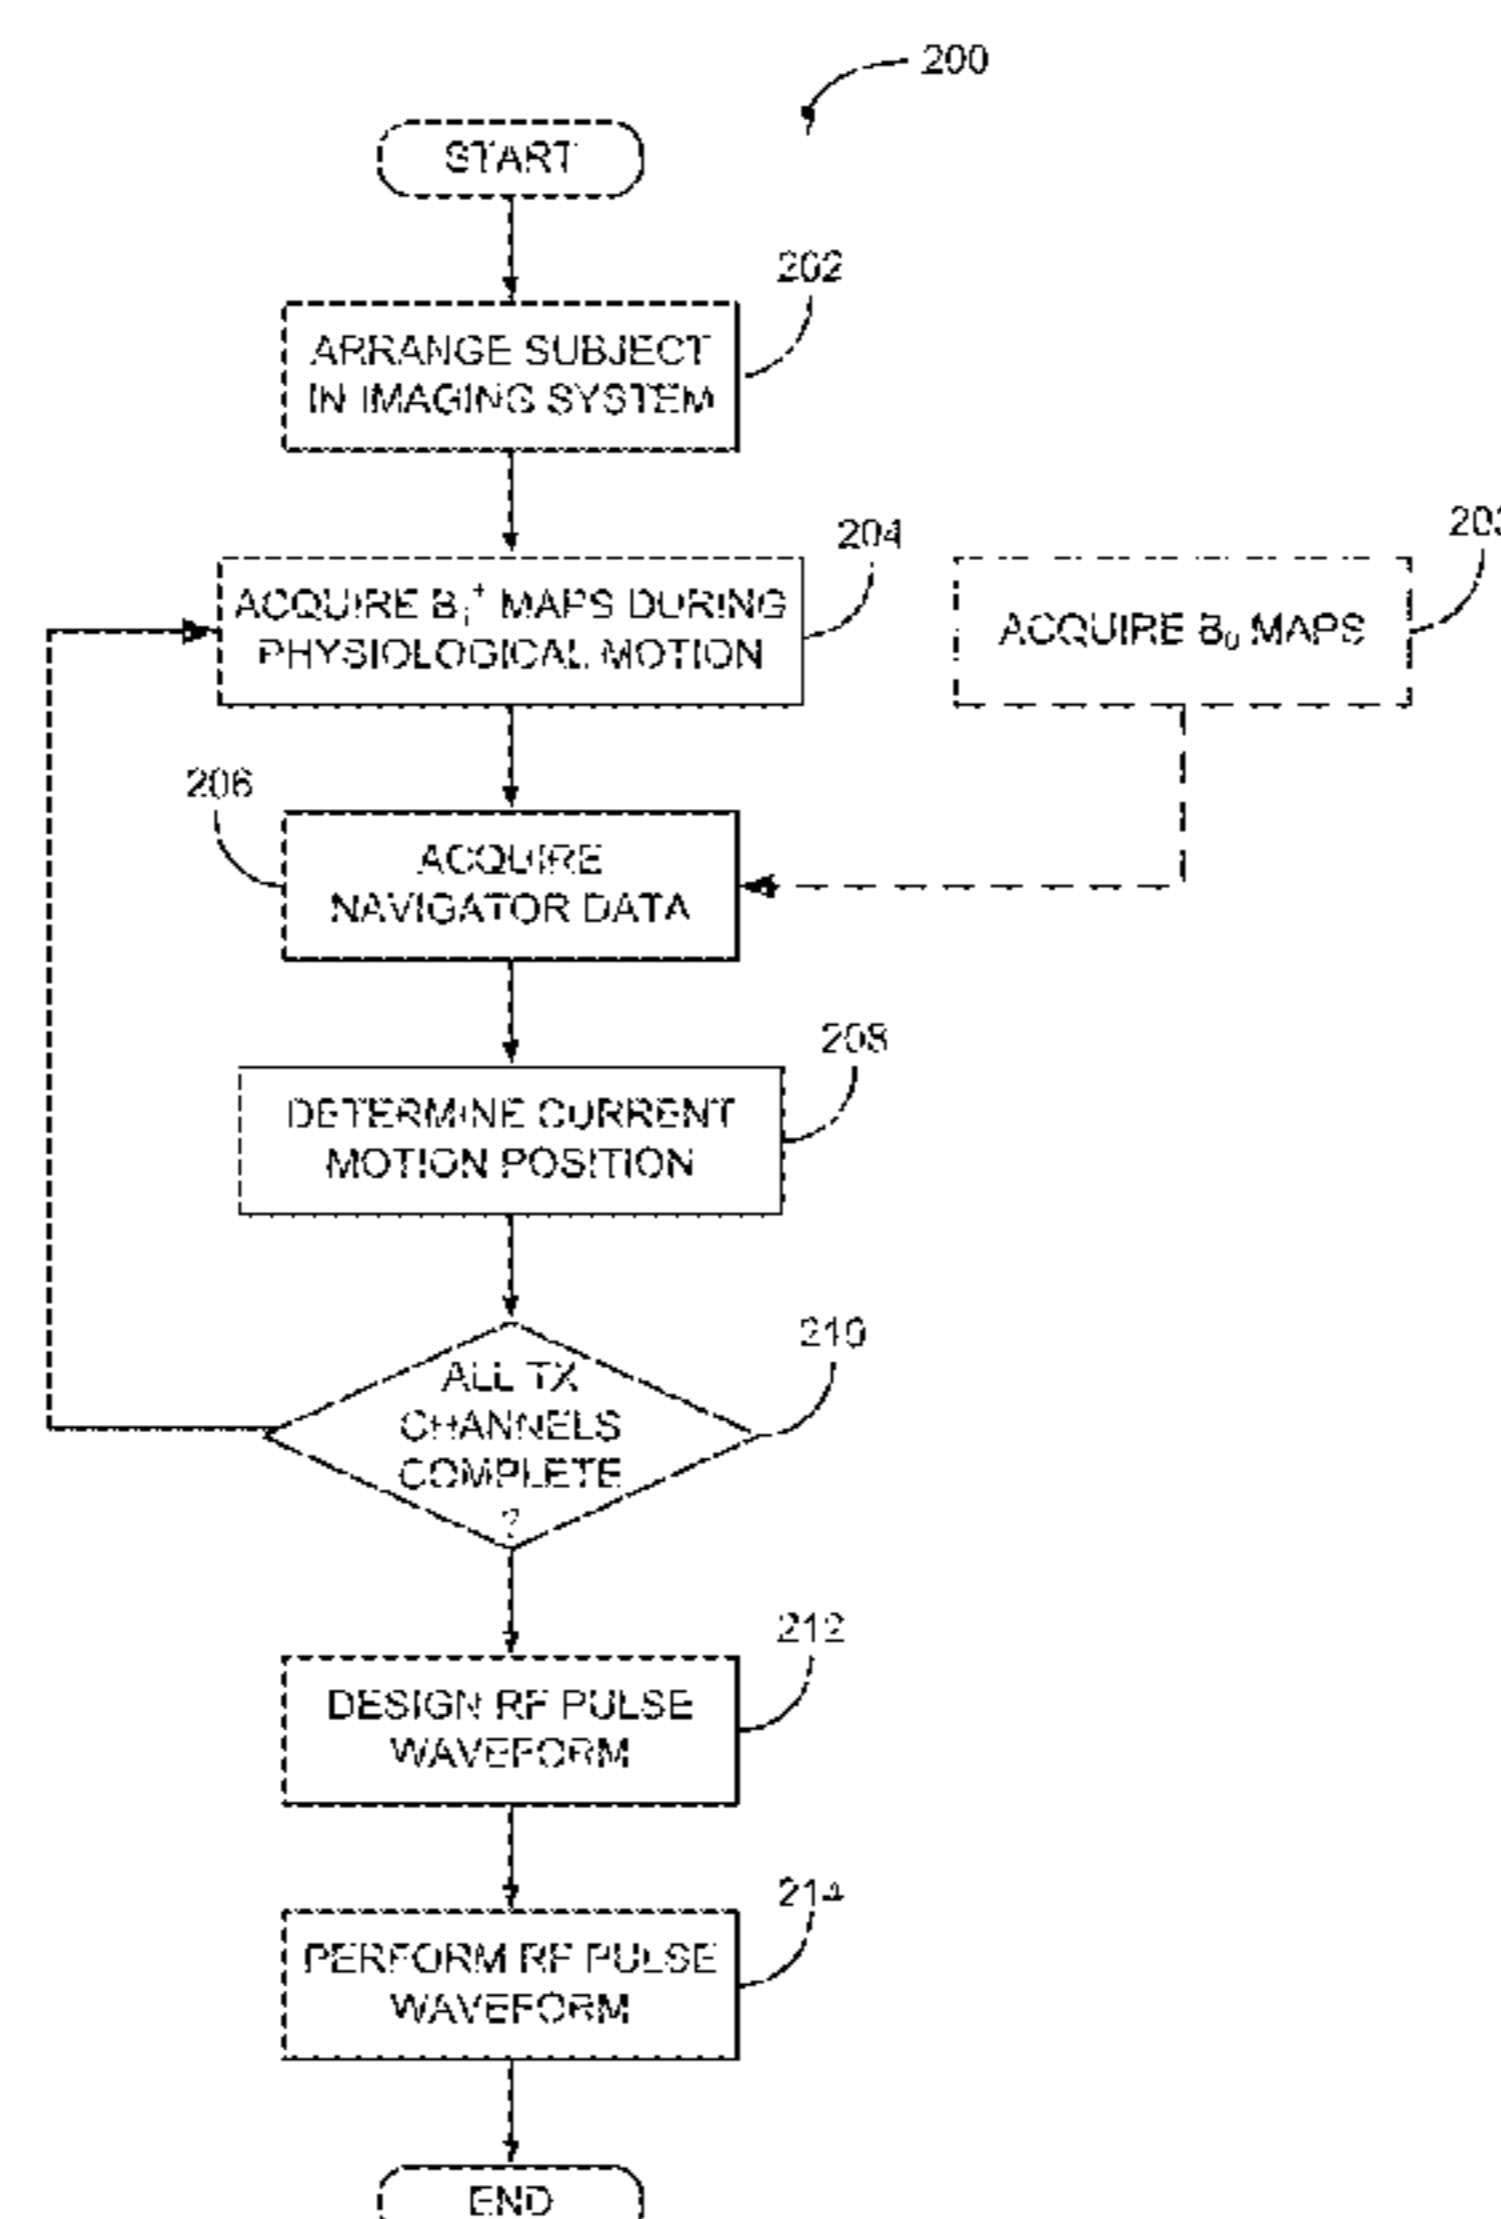 200
START
202
ARRANGE SUBJECT
IN IMAGING SYSTEM
204
203
ACQUIRE B₁⁺ MAPS DURING
PHYSIOLOGICAL MOTION
ACQUIRE B₀ MAPS
206
ACQUIRE
NAVIGATOR DATA
208
DETERMINE CURRENT
MOTION POSITION
210
ALL TX
CHANNELS
COMPLETE
?
212
DESIGN RF PULSE
WAVEFORM
214
PERFORM RF PULSE
WAVEFORM
END